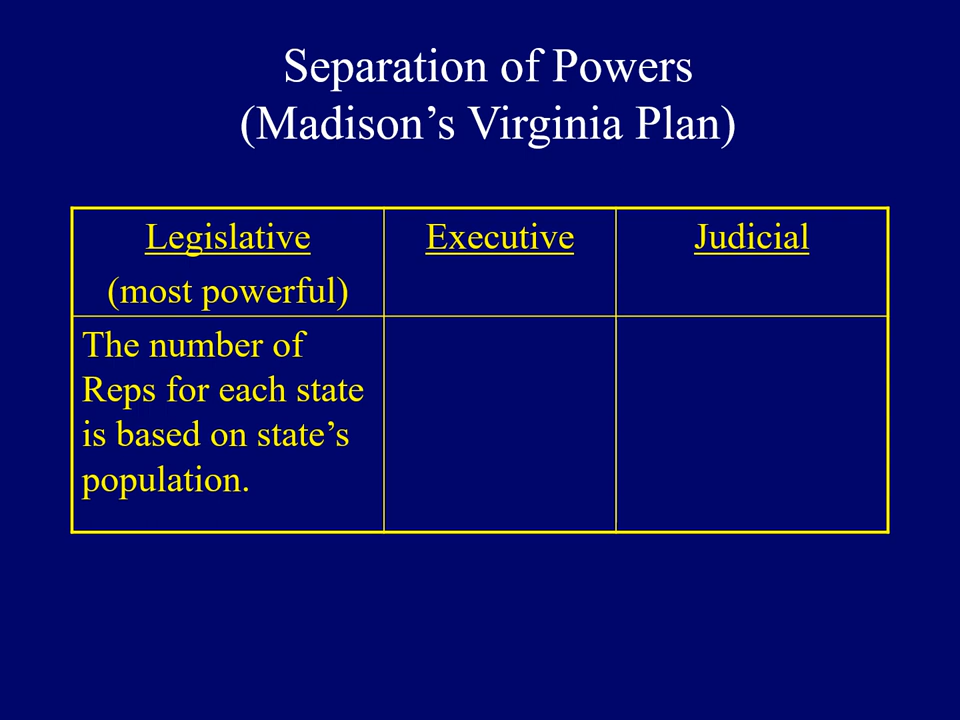 Separation of Powers
(Madison’s Virginia Plan)
Legislative
(most powerful)
Executive
Judicial
The number of
Reps for each state
is based on state’s
population.